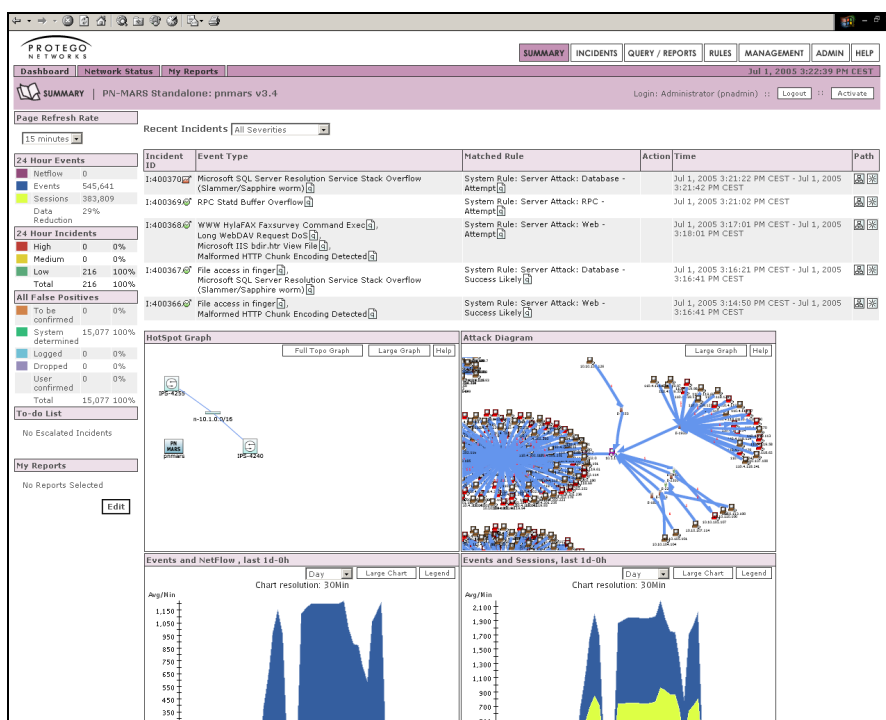 PROTEGO
NETWORKS
SUMMARY INCIDENTS QUERY / REPORTS RULES MANAGEMENT ADMIN HELP
Dashboard Network Status My Reports Jul 1, 2005 3:22:39 PM CEST
SUMMARY | PN-MARS Standalone: pnmars v3.4 Login: Administrator (pnadmin) :: Logout :: Activate
Page Refresh Rate
15 minutes
24 Hour Events
Netflow 0
Events 545,641
Sessions 383,809
Data Reduction 29%
24 Hour Incidents
High 0 0%
Medium 0 0%
Low 216 100%
Total 216 100%
All False Positives
To be confirmed 0 0%
System determined 15,077 100%
Logged 0 0%
Dropped 0 0%
User confirmed 0 0%
Total 15,077 100%
To-do List
No Escalated Incidents
My Reports
No Reports Selected
Edit
Recent Incidents All Severities
Incident ID Event Type Matched Rule Action Time Path
I:400370 Microsoft SQL Server Resolution Service Stack Overflow (Slammer/Sapphire worm) q System Rule: Server Attack: Database - Attempt q Jul 1, 2005 3:21:22 PM CEST - Jul 1, 2005 3:21:42 PM CEST
I:400369 RPC Statd Buffer Overflow q System Rule: Server Attack: RPC - Attempt q Jul 1, 2005 3:21:02 PM CEST
I:400368 WWW HylaFAX Faxsurvey Command Exec q, System Rule: Server Attack: Web - Attempt q Jul 1, 2005 3:17:01 PM CEST - Jul 1, 2005 3:18:01 PM CEST
Long WebDAV Request DoS q,
Microsoft IIS bdir.htr View File q,
Malformed HTTP Chunk Encoding Detected q
I:400367 File access in finger q, System Rule: Server Attack: Database - Success Likely q Jul 1, 2005 3:16:21 PM CEST - Jul 1, 2005 3:16:41 PM CEST
Microsoft SQL Server Resolution Service Stack Overflow (Slammer/Sapphire worm) q
I:400366 File access in finger q, System Rule: Server Attack: Web - Success Likely q Jul 1, 2005 3:14:50 PM CEST - Jul 1, 2005 3:16:41 PM CEST
Malformed HTTP Chunk Encoding Detected q
HotSpot Graph
Full Topo Graph Large Graph Help
IPS-4255
n-10.1.0.0/16
PN MARS
pnmars
IPS-4240
Attack Diagram
Large Graph Help
Events and NetFlow , last 1d-0h
Day Large Chart Legend
Chart resolution: 30Min
Avg/Min
1,150
1,050
950
850
750
650
550
450
350
Events and Sessions, last 1d-0h
Day Large Chart Legend
Chart resolution: 30Min
Avg/Min
2,100
1,900
1,700
1,500
1,300
1,100
900
700